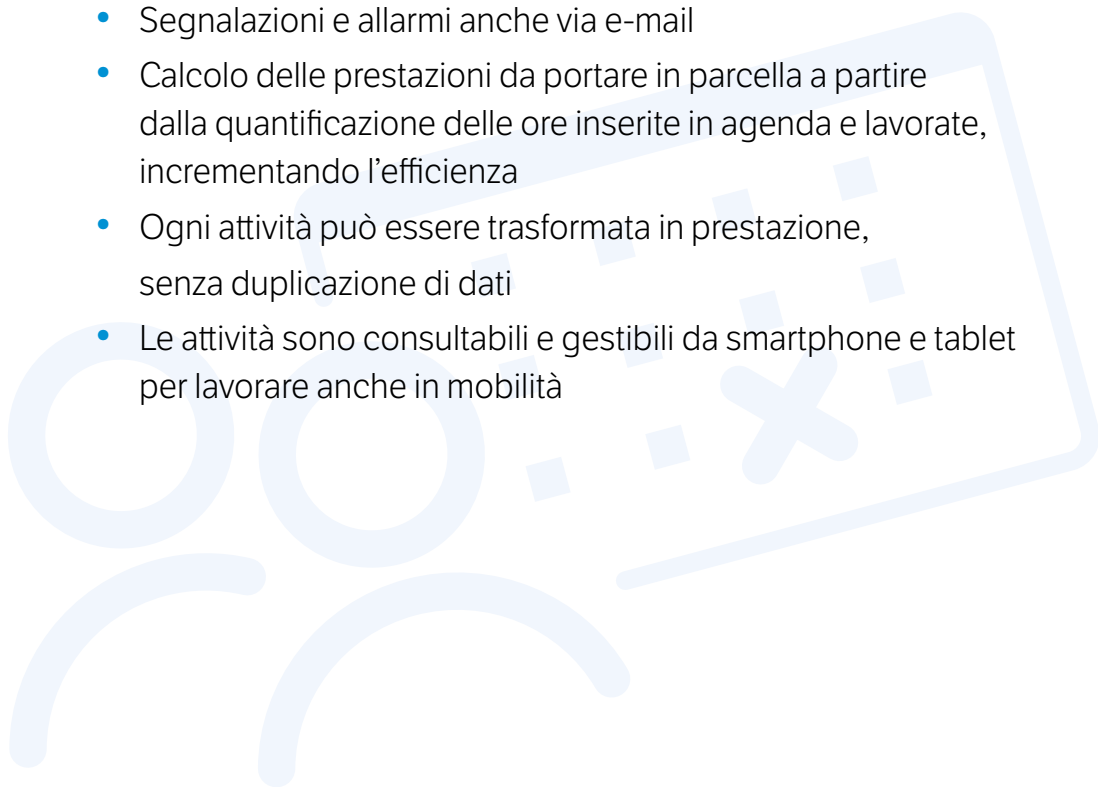 • Segnalazioni e allarmi anche via e-mail
• Calcolo delle prestazioni da portare in parcella a partire
dalla quantificazione delle ore inserite in agenda e lavorate,
incrementando l’efficienza
• Ogni attività può essere trasformata in prestazione,
senza duplicazione di dati
• Le attività sono consultabili e gestibili da smartphone e tablet
per lavorare anche in mobilità